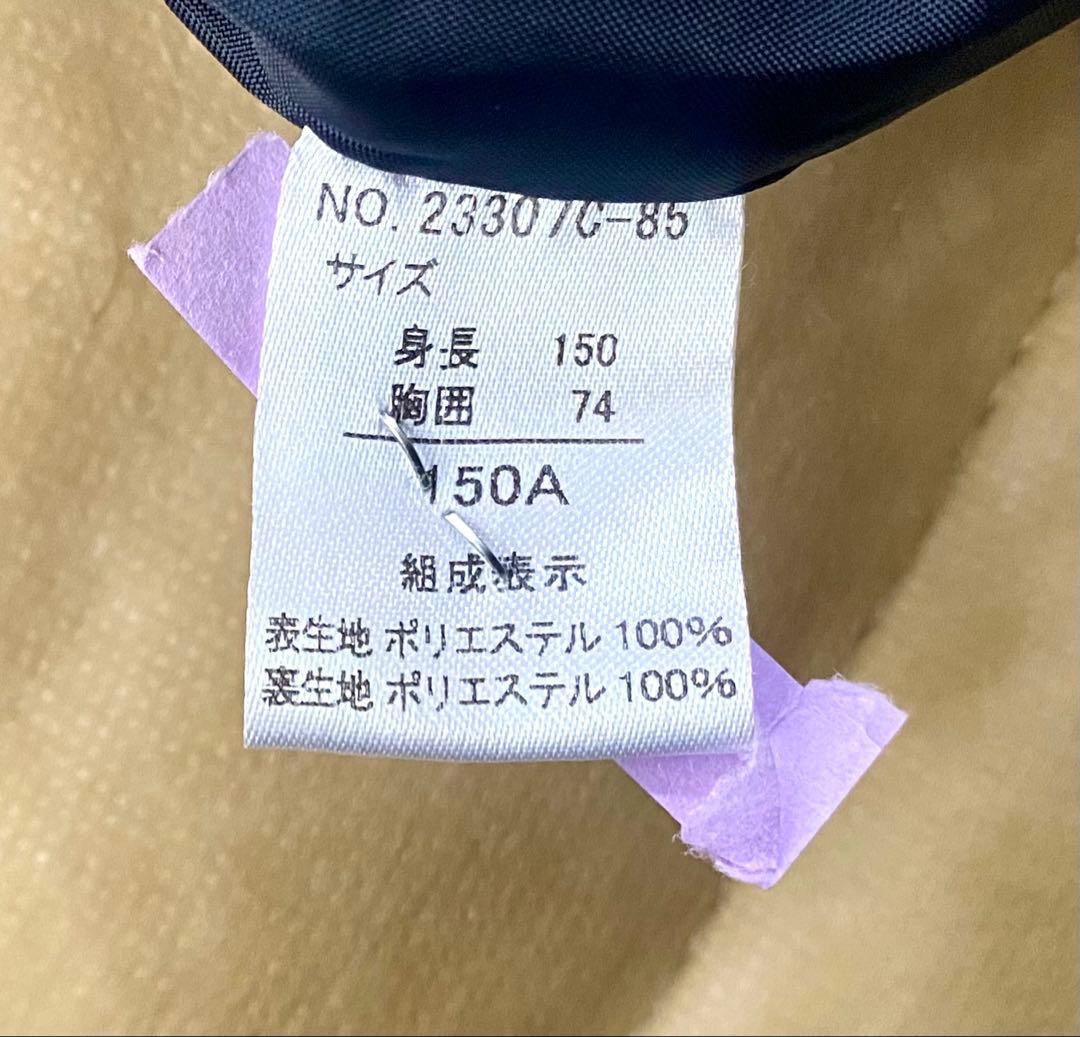 NO. 23307C-85
サイズ
身長 150
胸囲 74
150A
組成表示
表生地 ポリエステル 100%
裏生地 ポリエステル 100%